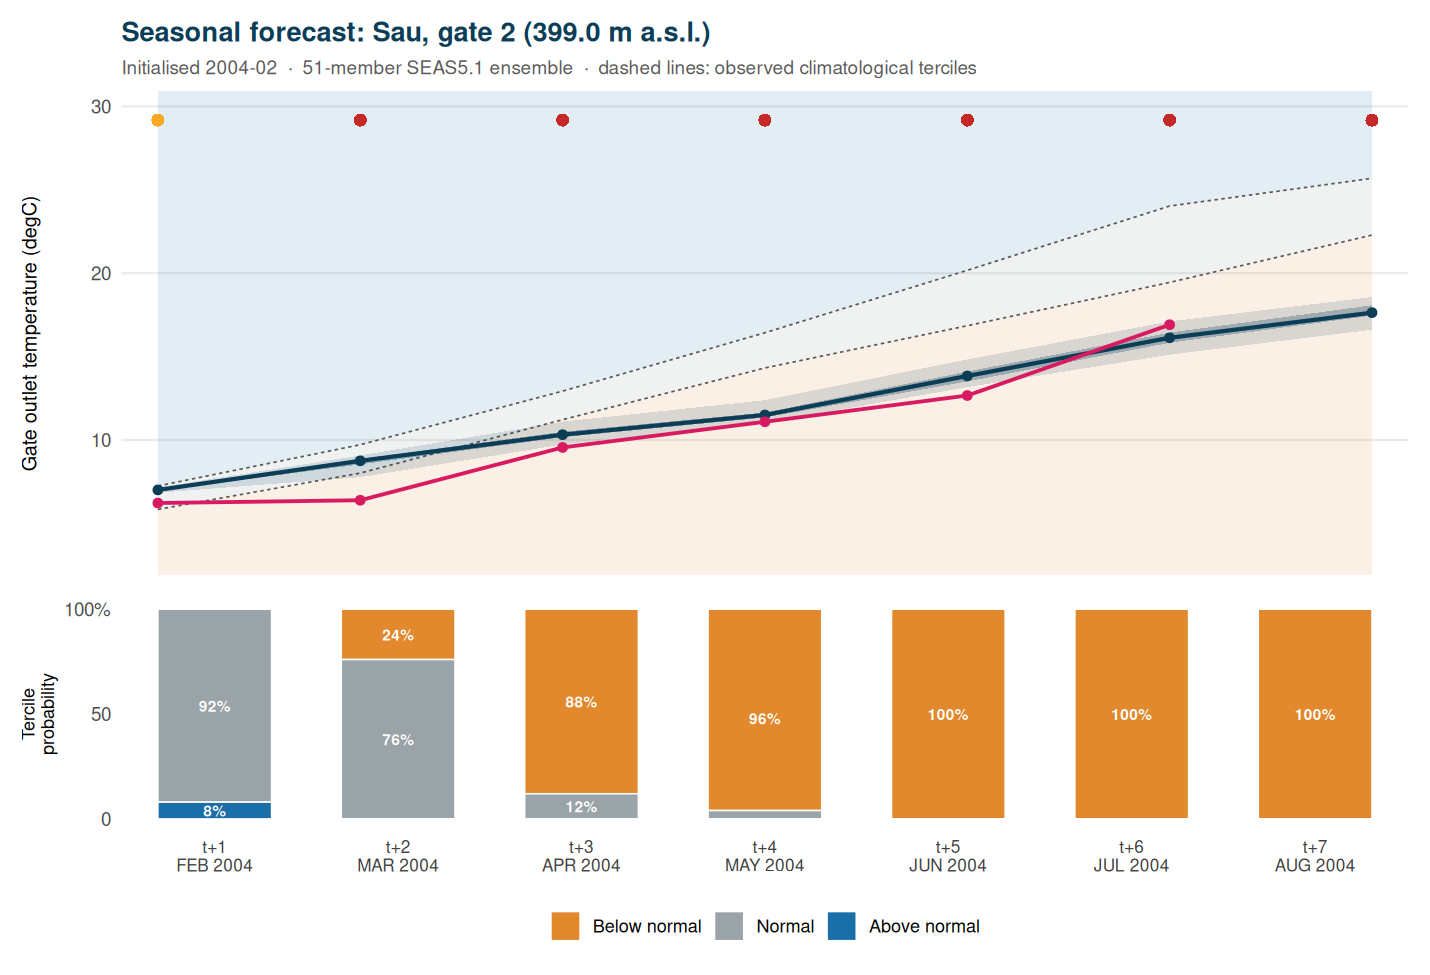 Seasonal forecast: Sau, gate 2 (399.0 m a.s.l.)
Initialised 2004-02 · 51-member SEAS5.1 ensemble · dashed lines: observed climatological terciles
Gate outlet temperature (degC)
30
20
10
Tercile
probability
100%
50
0
92%
8%
24%
76%
88%
12%
96%
100%
100%
100%
t+1
FEB 2004
t+2
MAR 2004
t+3
APR 2004
t+4
MAY 2004
t+5
JUN 2004
t+6
JUL 2004
t+7
AUG 2004
Below normal
Normal
Above normal